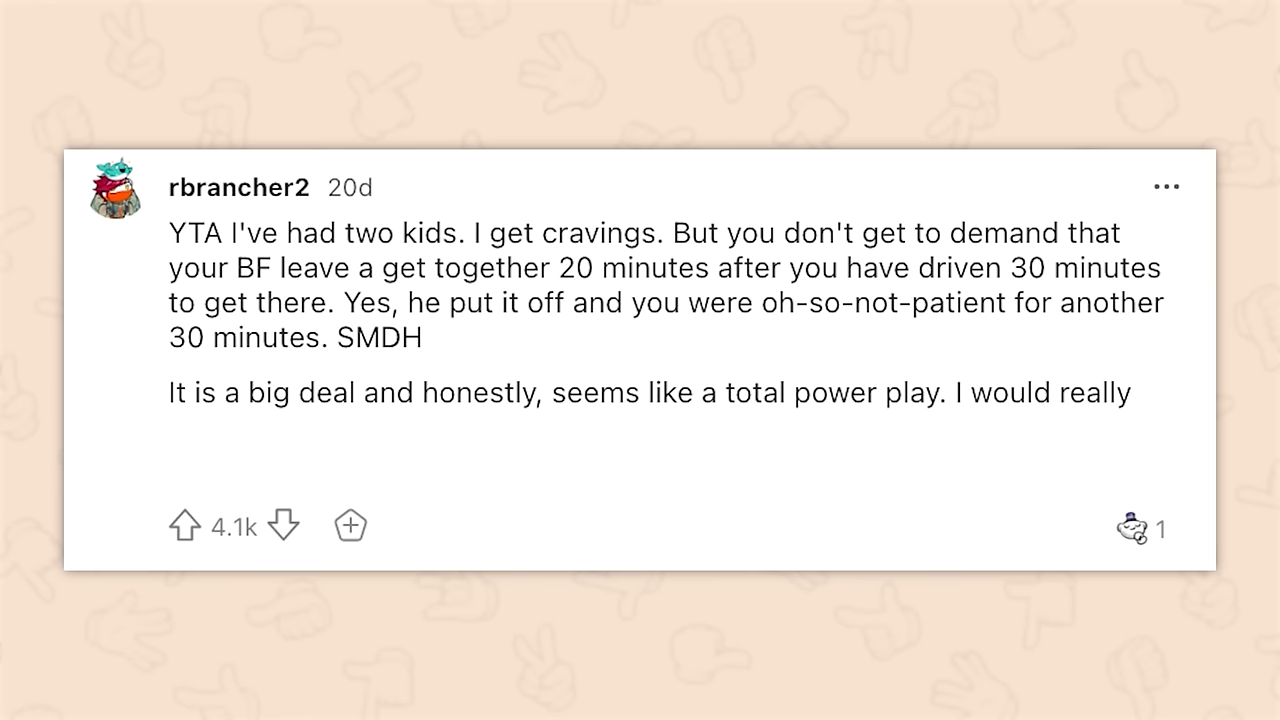 rbrancher2 20d
YTA I've had two kids. I get cravings. But you don't get to demand that
your BF leave a get together 20 minutes after you have driven 30 minutes
to get there. Yes, he put it off and you were oh-so-not-patient for another
30 minutes. SMDH
It is a big deal and honestly, seems like a total power play. I would really
4.1k
1